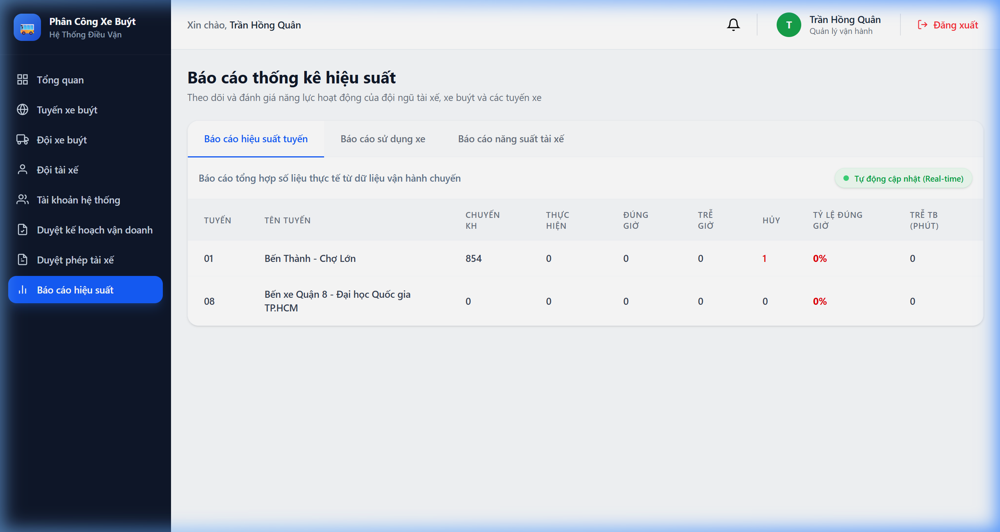 Phân Công Xe Buýt
Hệ Thống Điều Vận
Xin chào, Trần Hồng Quân
T
Trần Hồng Quân
Quản lý vận hành
Đăng xuất
Tổng quan
Tuyến xe buýt
Đội xe buýt
Đội tài xế
Tài khoản hệ thống
Duyệt kế hoạch vận doanh
Duyệt phép tài xế
Báo cáo hiệu suất
Báo cáo thống kê hiệu suất
Theo dõi và đánh giá năng lực hoạt động của đội ngũ tài xế, xe buýt và các tuyến xe
Báo cáo hiệu suất tuyến
Báo cáo sử dụng xe
Báo cáo năng suất tài xế
Báo cáo tổng hợp số liệu thực tế từ dữ liệu vận hành chuyến
Tự động cập nhật (Real-time)
TUYẾN
TÊN TUYẾN
CHUYẾN
KH
THỰC
HIỆN
ĐÚNG
GIỜ
TRỄ
GIỜ
HỦY
TỶ LỆ ĐÚNG
GIỜ
TRỄ TB
(PHÚT)
01
Bến Thành - Chợ Lớn
854
0
0
0
1
0%
0
08
Bến xe Quận 8 - Đại học Quốc gia
TP.HCM
0
0
0
0
0
0%
0